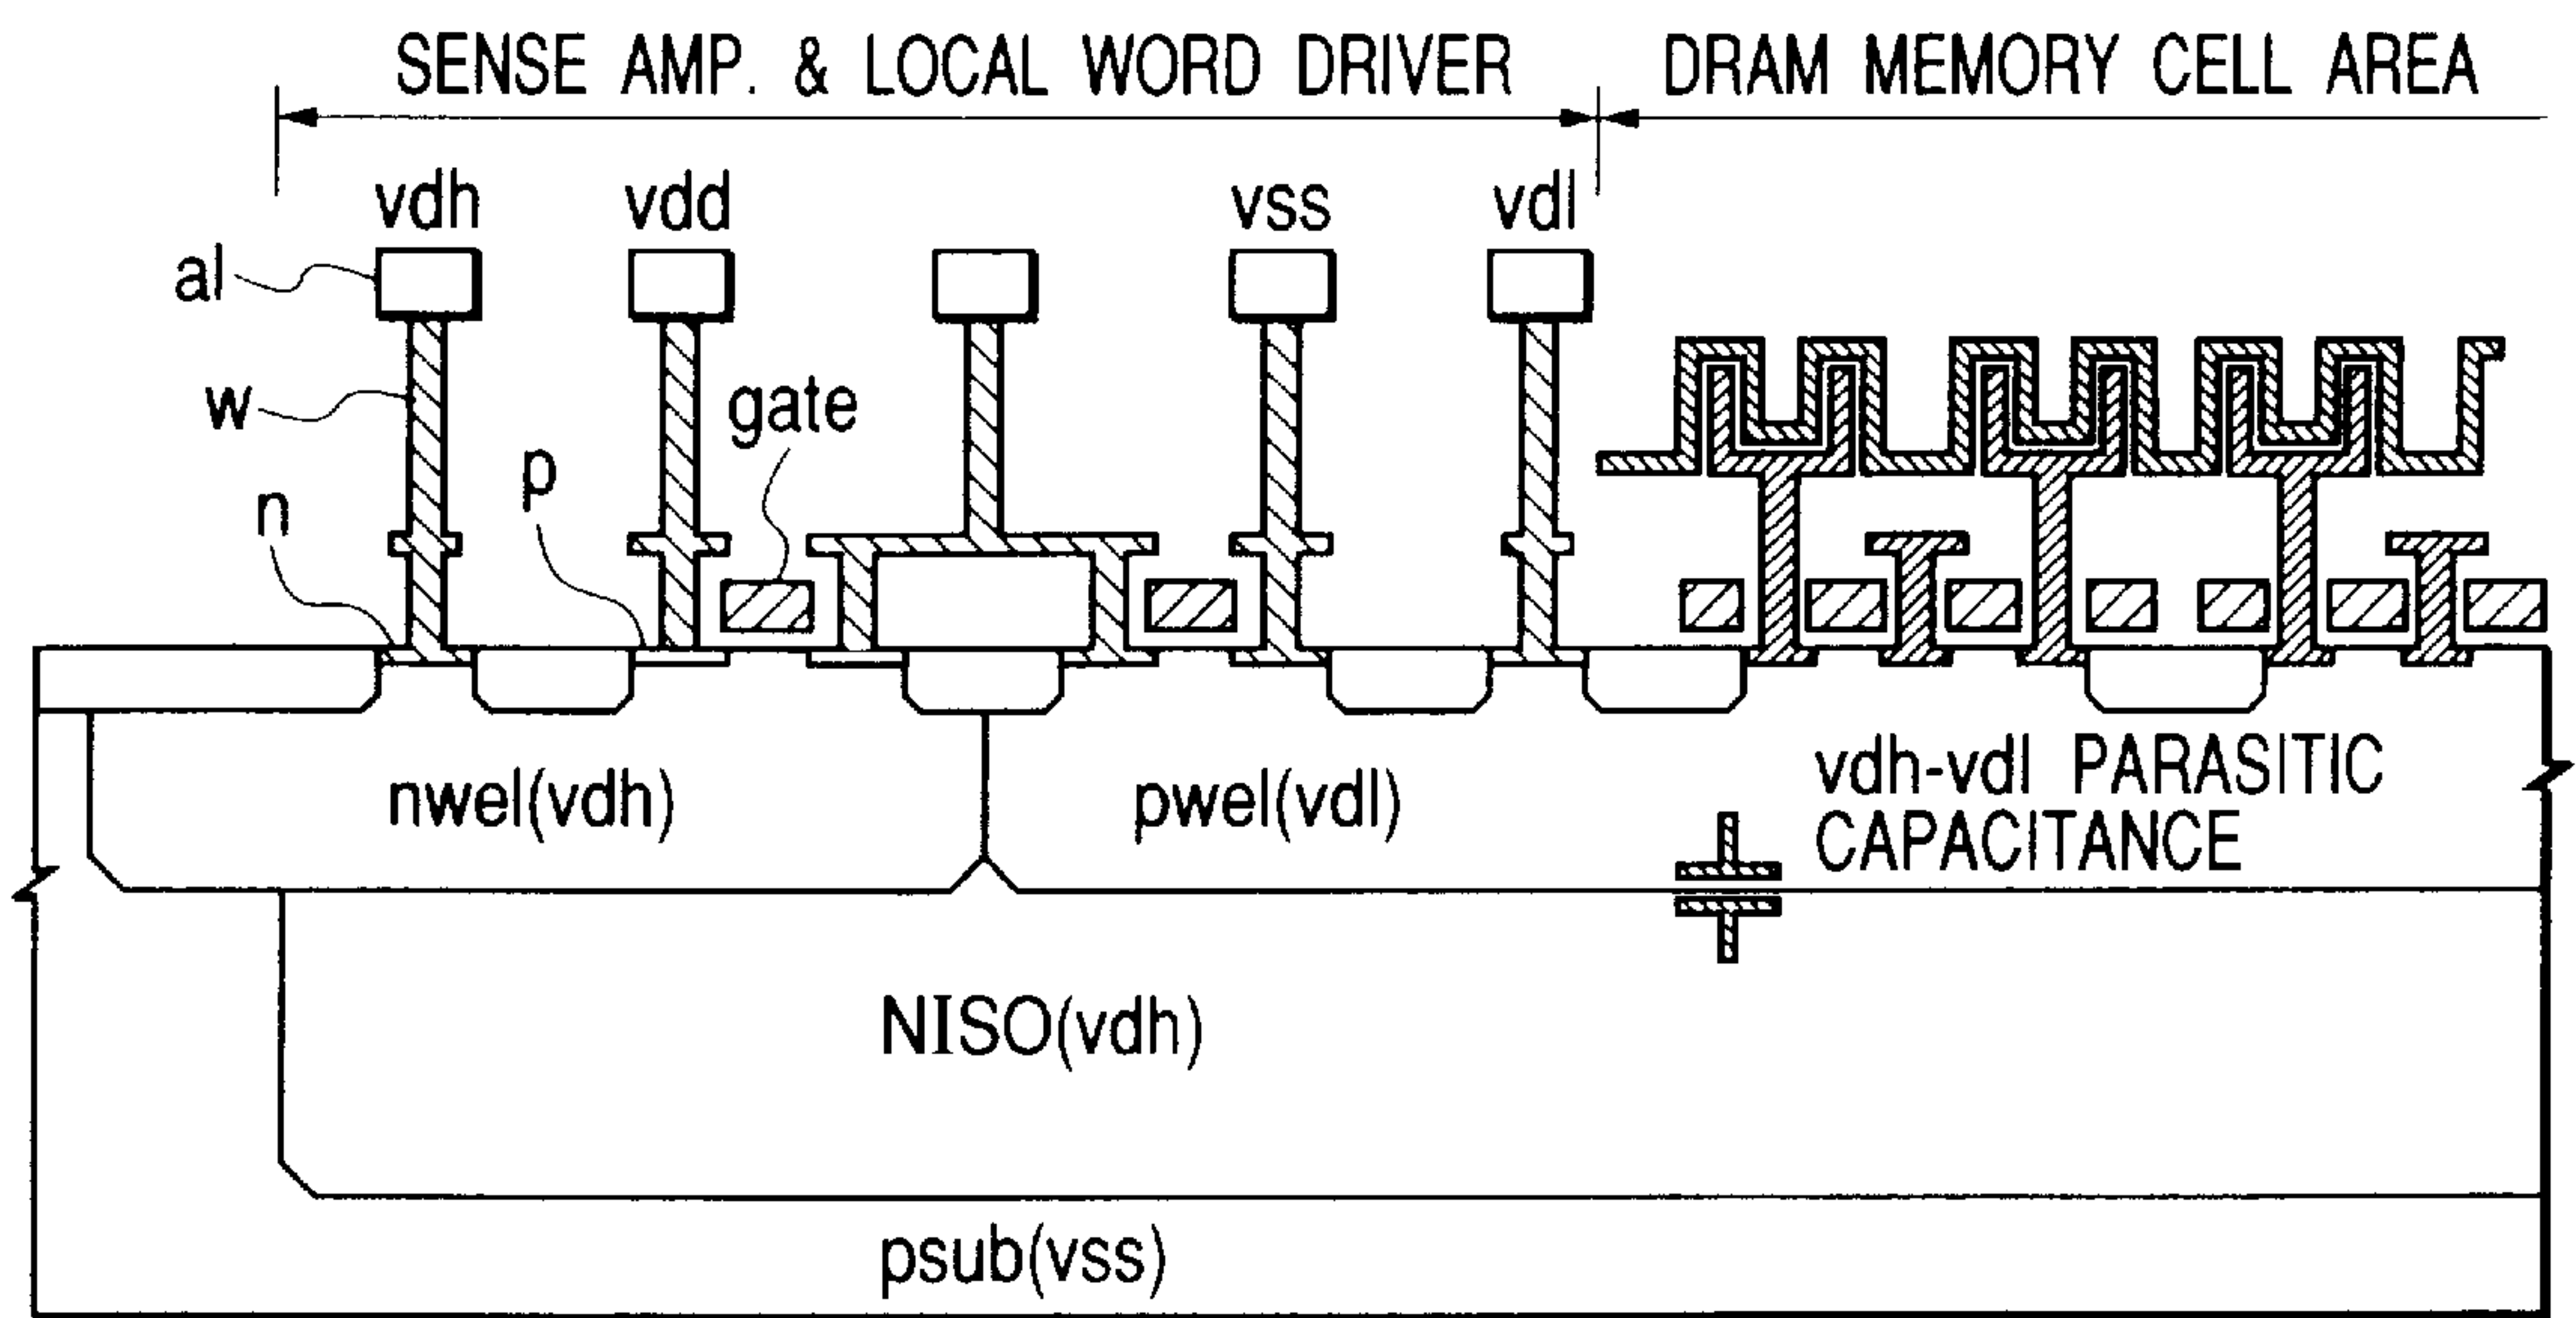 SENSE AMP. & LOCAL WORD DRIVER
DRAM MEMORY CELL AREA
vdh
vdd
vss
vdl
al
w
gate
p
n
nwel(vdh)
pwel(vdl)
vdh-vdl PARASITIC
CAPACITANCE
NISO(vdh)
psub(vss)